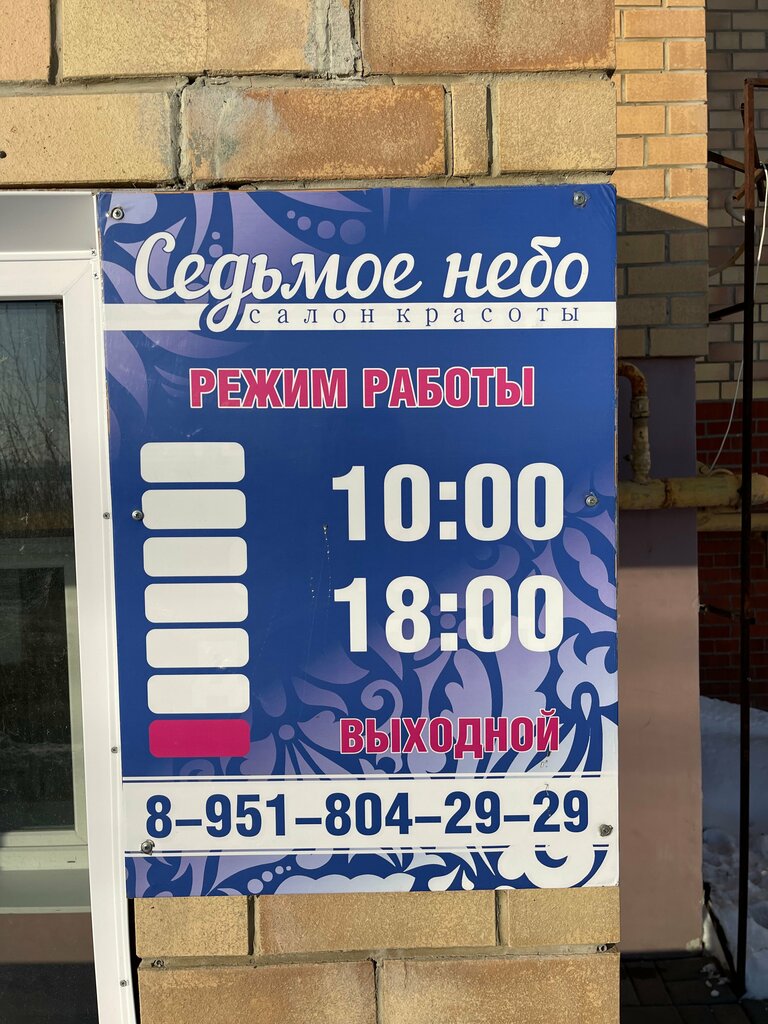 Седьмое небо
салон красоты
РЕЖИМ РАБОТЫ
10:00
18:00
ВЫХОДНОЙ
8-951-804-29-29